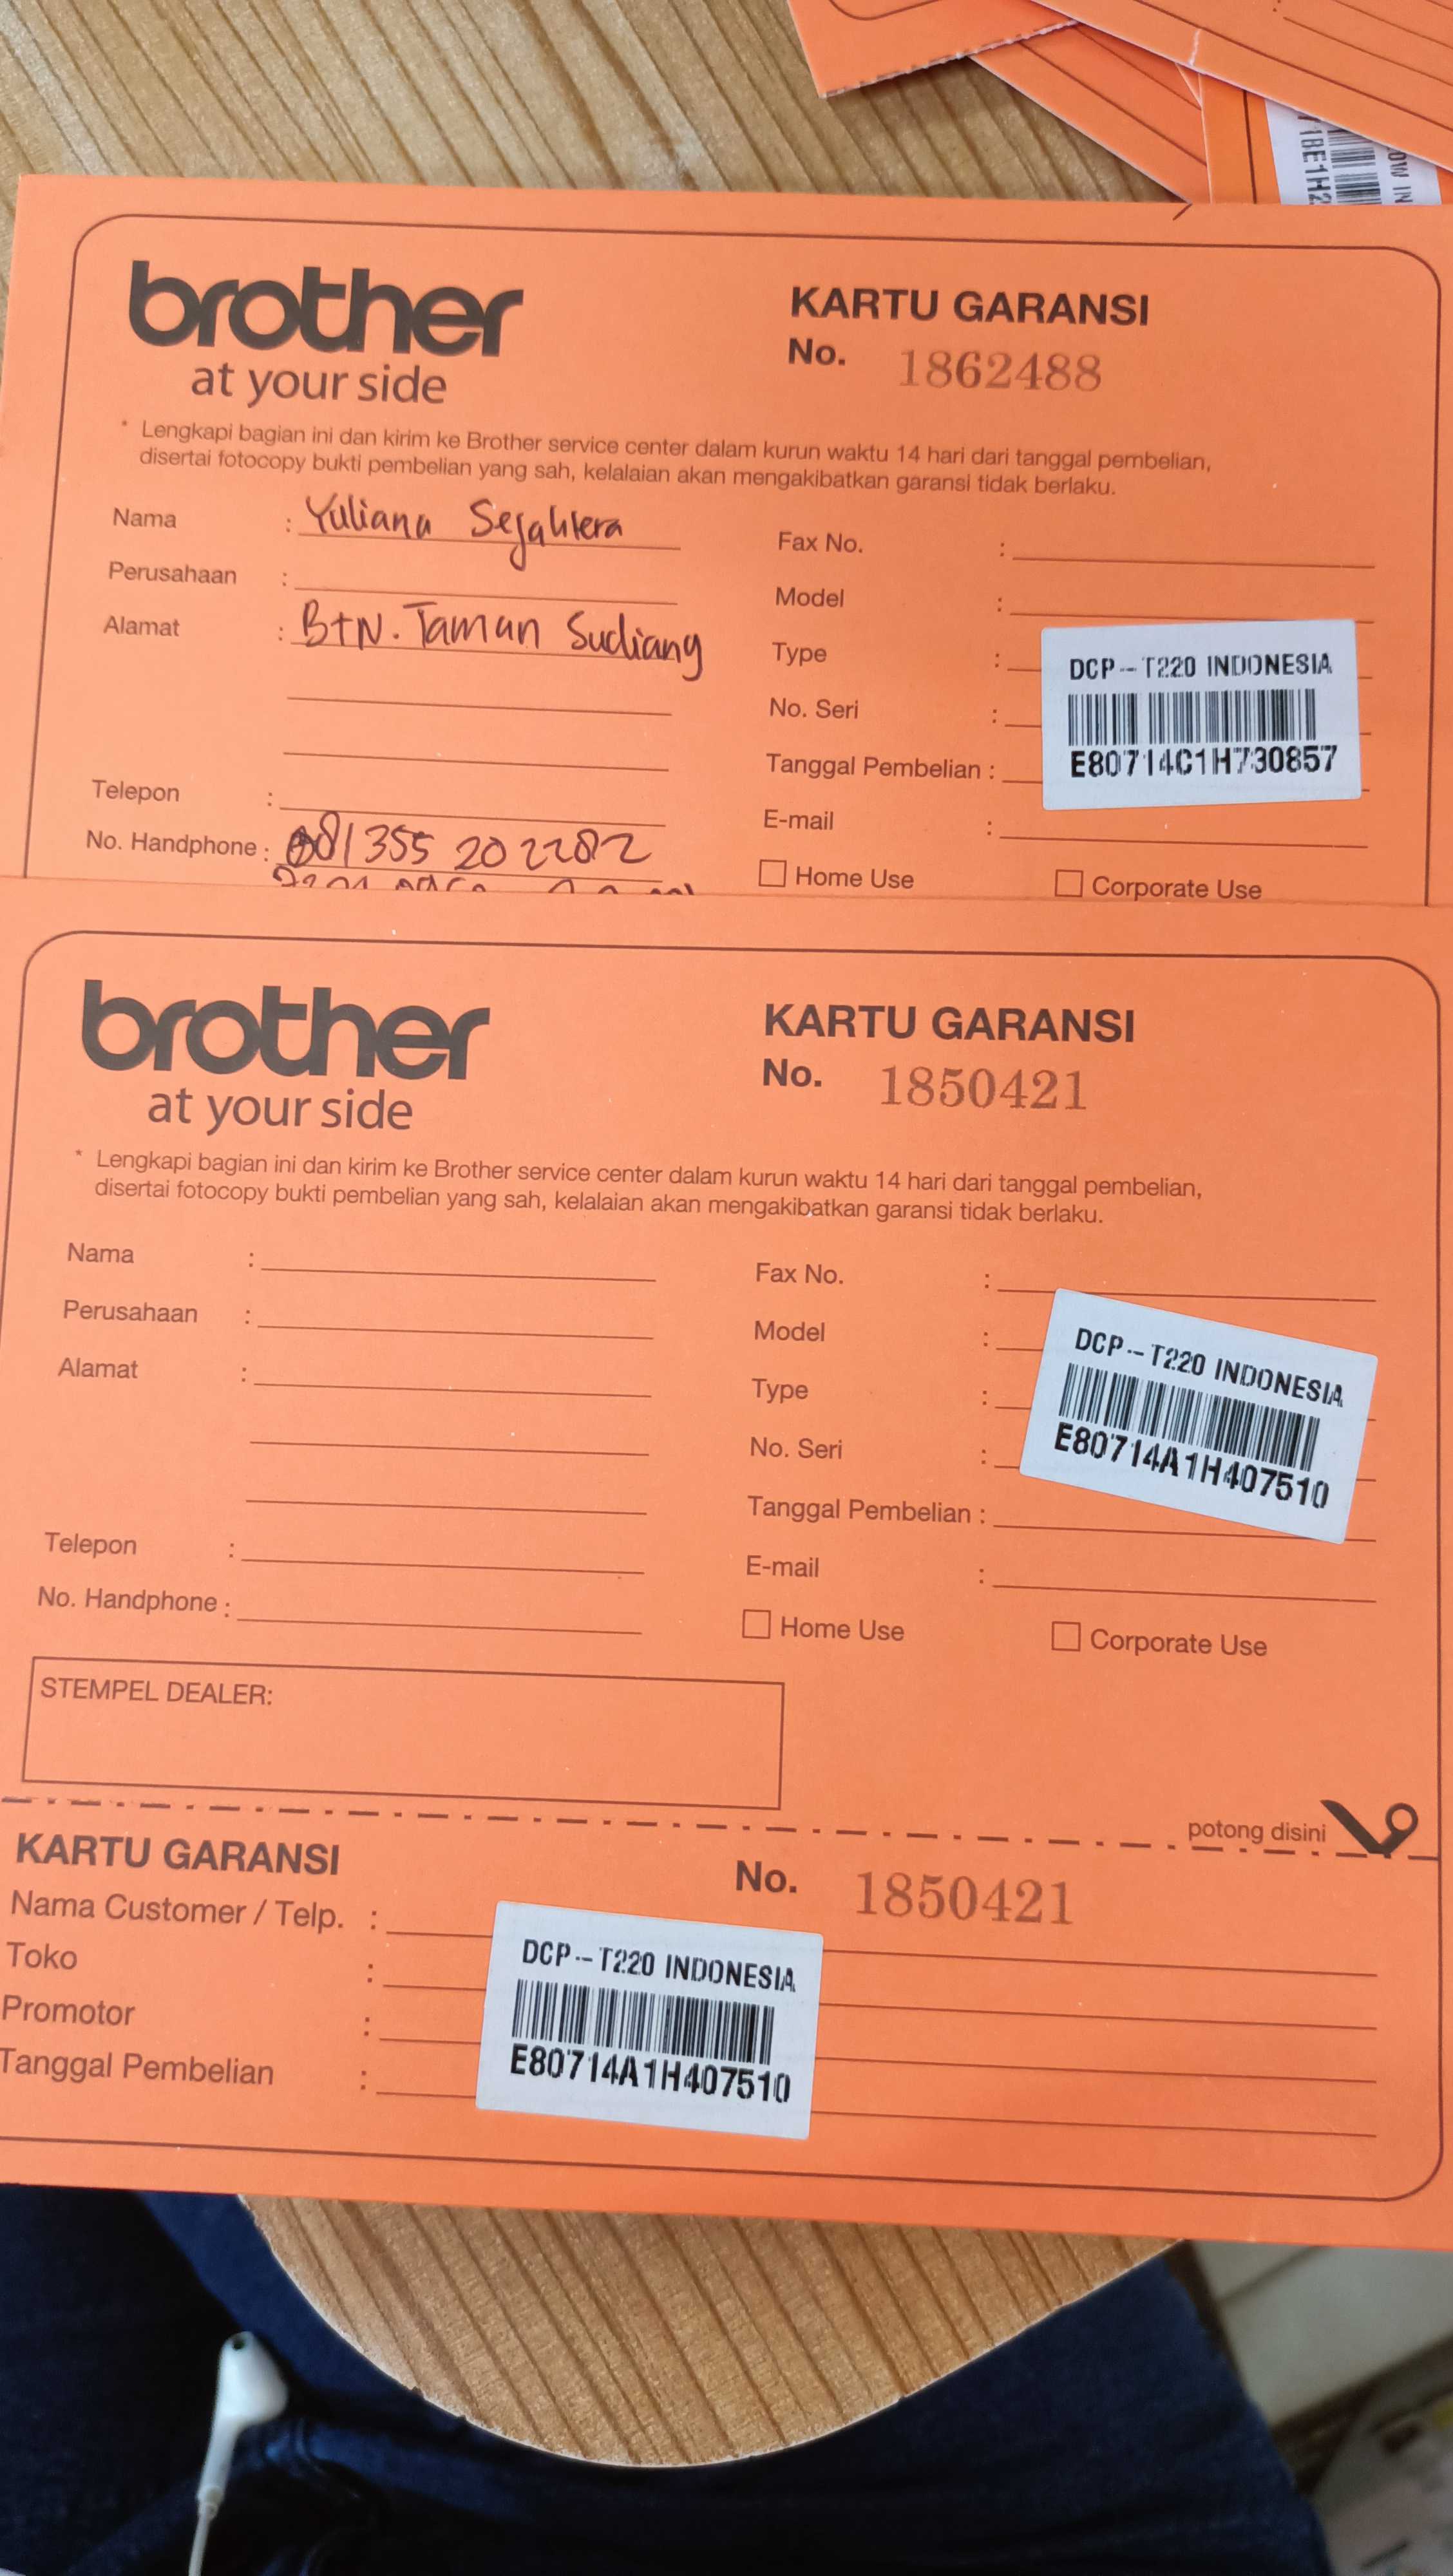 18E1H2
OW IN
brother
at your side
KARTU GARANSI
No. 1862488
* Lengkapi bagian ini dan kirim ke Brother service center dalam kurun waktu 14 hari dari tanggal pembelian,
disertai fotocopy bukti pembelian yang sah, kelalaian akan mengakibatkan garansi tidak berlaku.
Nama : Yuliana Sejahtera
Perusahaan :
Alamat : BTN. Taman Sudiang
Telepon :
No. Handphone : 081 355 20 2282
Fax No. :
Model :
Type :
No. Seri :
Tanggal Pembelian :
E-mail :
Home Use
Corporate Use
DCP-T220 INDONESIA
E80714C1H730857
brother
at your side
KARTU GARANSI
No. 1850421
* Lengkapi bagian ini dan kirim ke Brother service center dalam kurun waktu 14 hari dari tanggal pembelian,
disertai fotocopy bukti pembelian yang sah, kelalaian akan mengakibatkan garansi tidak berlaku.
Nama :
Perusahaan :
Alamat :
Telepon :
No. Handphone :
Fax No. :
Model :
Type :
No. Seri :
Tanggal Pembelian :
E-mail :
Home Use
Corporate Use
DCP-T220 INDONESIA
E80714A1H407510
STEMPEL DEALER:
potong disini
KARTU GARANSI
No. 1850421
Nama Customer / Telp. :
Toko :
Promotor :
Tanggal Pembelian :
DCP-T220 INDONESIA
E80714A1H407510